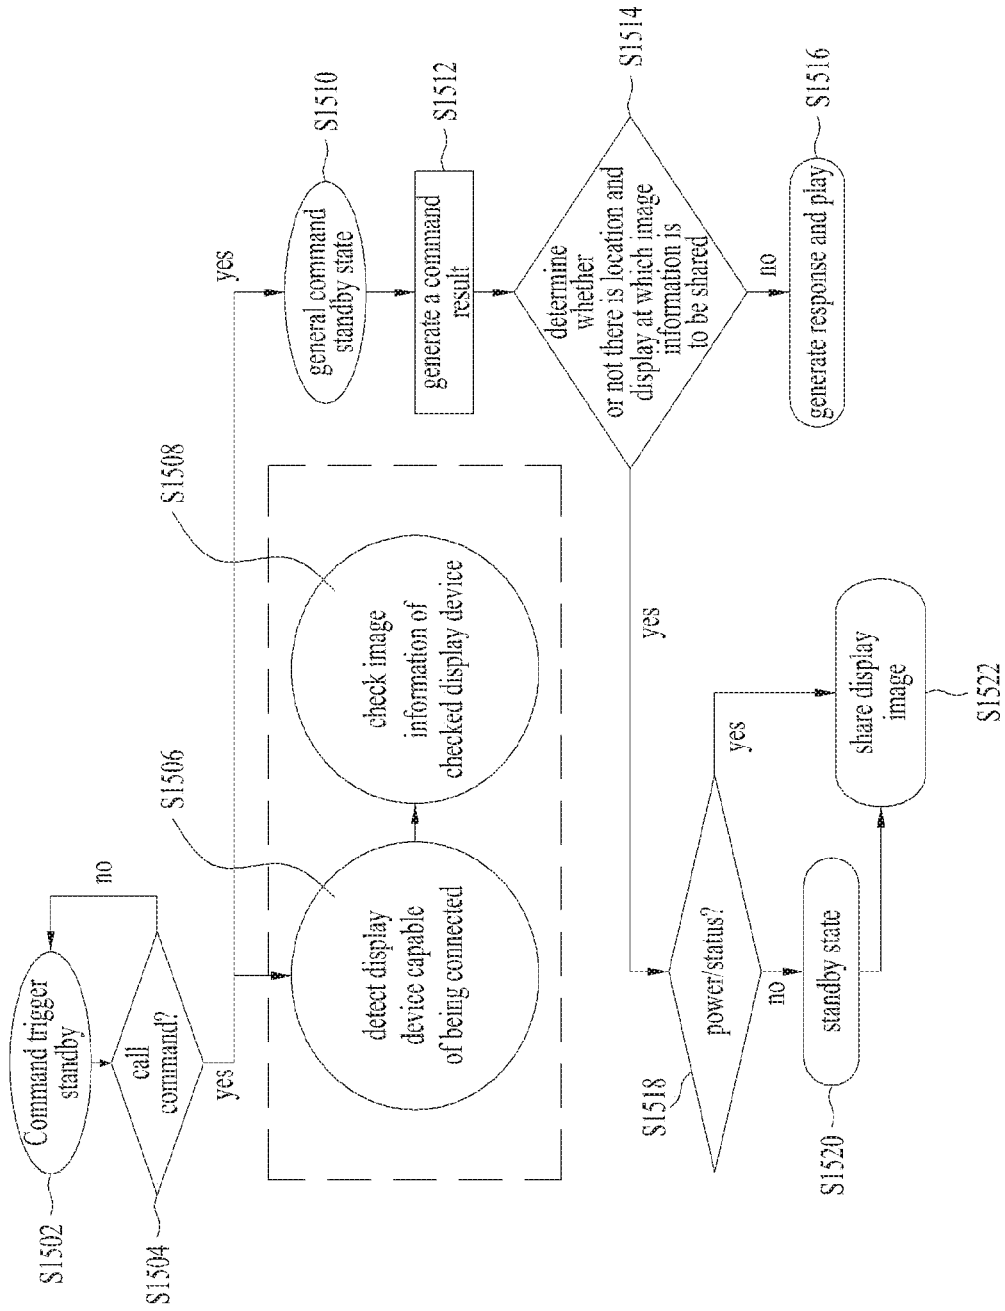 S1502
Command trigger
standby
no
S1504
call
command?
yes
yes
S1506
detect display
device capable
of being connected
S1508
check image
information of
checked display device
S1510
general command
standby state
S1512
generate a command
result
S1514
determine
whether
or not there is location and
display at which image
information is
to be shared
no
S1516
generate response and play
yes
S1518
power/status?
yes
no
S1520
standby state
share display
image
S1522